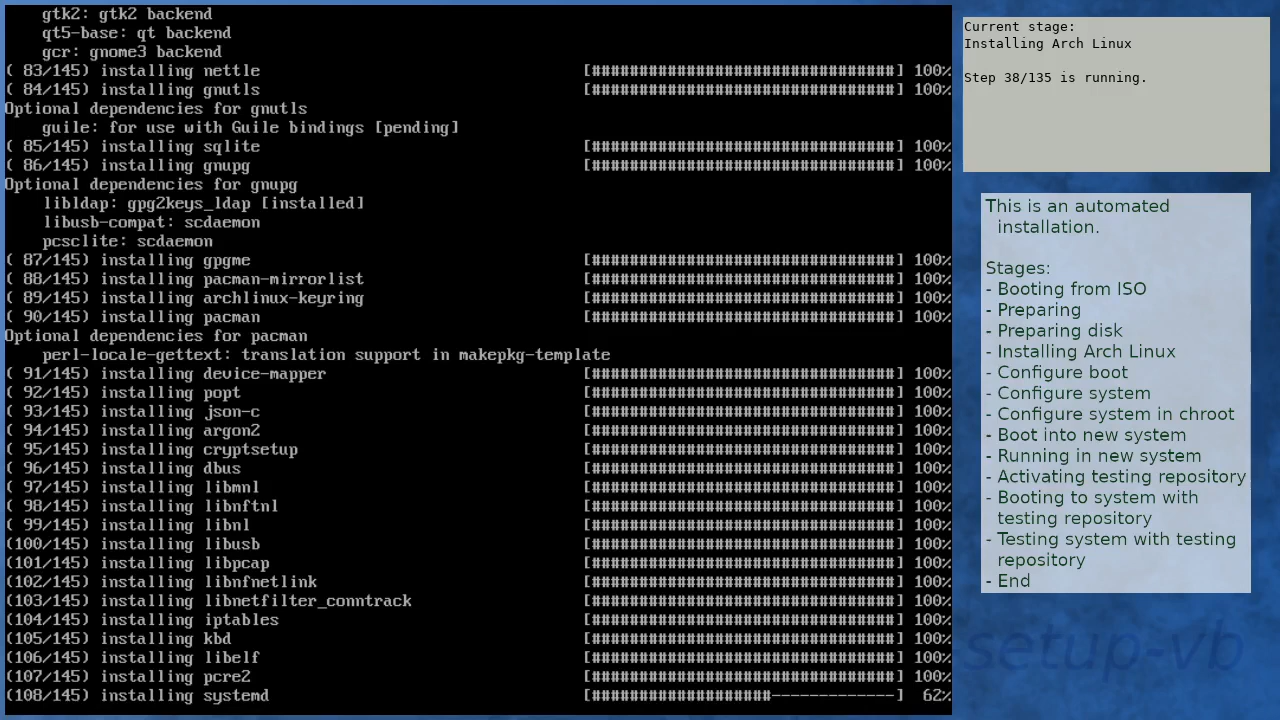 gtk2: gtk2 backend
qt5-base: qt backend
gcr: gnome3 backend
( 83/145) installing nettle [################################] 100%
( 84/145) installing gnutls [################################] 100%
Optional dependencies for gnutls
guile: for use with Guile bindings [pending]
( 85/145) installing sqlite [################################] 100%
( 86/145) installing gnupg [################################] 100%
Optional dependencies for gnupg
libldap: gpg2keys_ldap [installed]
libusb-compat: scdaemon
pcsclite: scdaemon
( 87/145) installing gpgme [################################] 100%
( 88/145) installing pacman-mirrorlist [################################] 100%
( 89/145) installing archlinux-keyring [################################] 100%
( 90/145) installing pacman [################################] 100%
Optional dependencies for pacman
perl-locale-gettext: translation support in makepkg-template
( 91/145) installing device-mapper [################################] 100%
( 92/145) installing popt [################################] 100%
( 93/145) installing json-c [################################] 100%
( 94/145) installing argon2 [################################] 100%
( 95/145) installing cryptsetup [################################] 100%
( 96/145) installing dbus [################################] 100%
( 97/145) installing libmnl [################################] 100%
( 98/145) installing libnftnl [################################] 100%
( 99/145) installing libnl [################################] 100%
(100/145) installing libusb [################################] 100%
(101/145) installing libpcap [################################] 100%
(102/145) installing libnfnetlink [################################] 100%
(103/145) installing libnetfilter_conntrack [################################] 100%
(104/145) installing iptables [################################] 100%
(105/145) installing kbd [################################] 100%
(106/145) installing libelf [################################] 100%
(107/145) installing pcre2 [################################] 100%
(108/145) installing systemd [###################-------------] 62%
Current stage:
Installing Arch Linux
Step 38/135 is running.
This is an automated
installation.
Stages:
- Booting from ISO
- Preparing
- Preparing disk
- Installing Arch Linux
- Configure boot
- Configure system
- Configure system in chroot
- Boot into new system
- Running in new system
- Activating testing repository
- Booting to system with
testing repository
- Testing system with testing
repository
- End
setup-vb